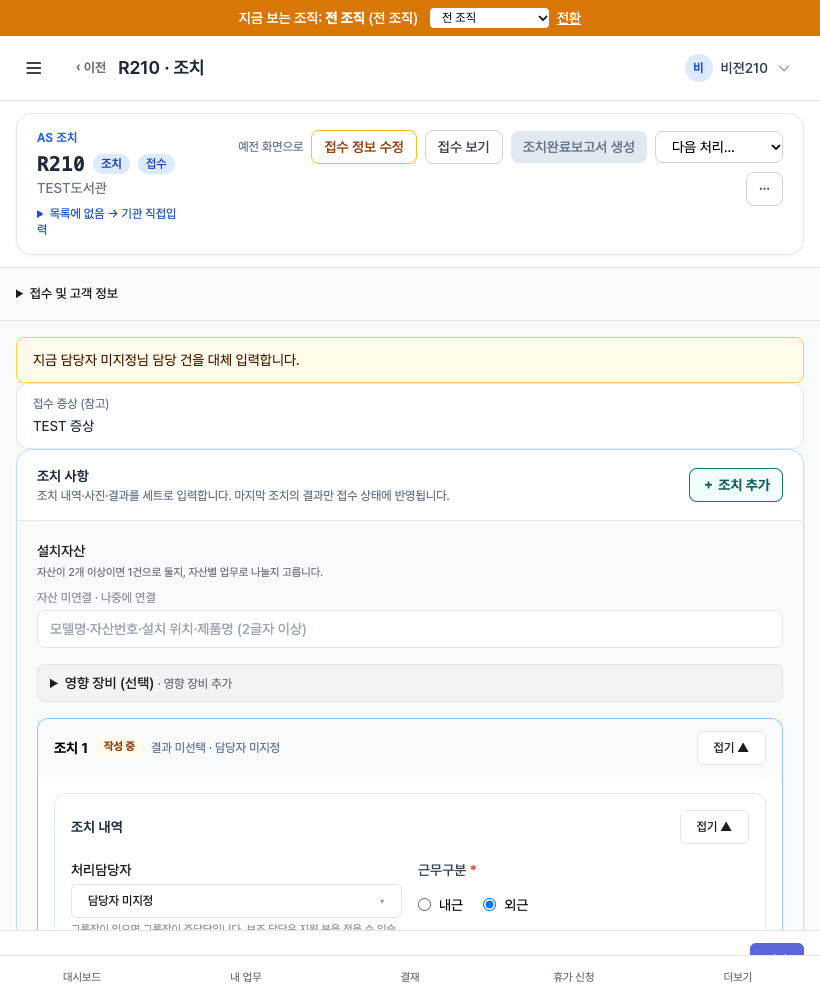 지금 보는 조직: 전 조직 (전 조직) 전 조직 전환
‹ 이전 R210 · 조치 비 비젼210
AS 조치
R210 조치 접수
TEST도서관
▶ 목록에 없음 → 기관 직접입
력
예전 화면으로 접수 정보 수정 접수 보기 조치완료보고서 생성 다음 처리...
...
▶ 접수 및 고객 정보
지금 담당자 미지정님 담당 건을 대체 입력합니다.
접수 증상 (참고)
TEST 증상
조치 사항
조치 내역·사진·결과를 세트로 입력합니다. 마지막 조치의 결과만 접수 상태에 반영됩니다.
+ 조치 추가
설치자산
자산이 2개 이상이면 1건으로 둘지, 자산별 업무로 나눌지 고릅니다.
자산 미연결 · 나중에 연결
모델명·자산번호·설치 위치·제품명 (2글자 이상)
▶ 영향 장비 (선택) · 영향 장비 추가
조치 1 작성 중 결과 미선택 · 담당자 미지정 접기 ▲
조치 내역 접기 ▲
처리담당자
담당자 미지정
근무구분 *
내근 외근
대시보드 내 업무 결재 휴가 신청 더보기